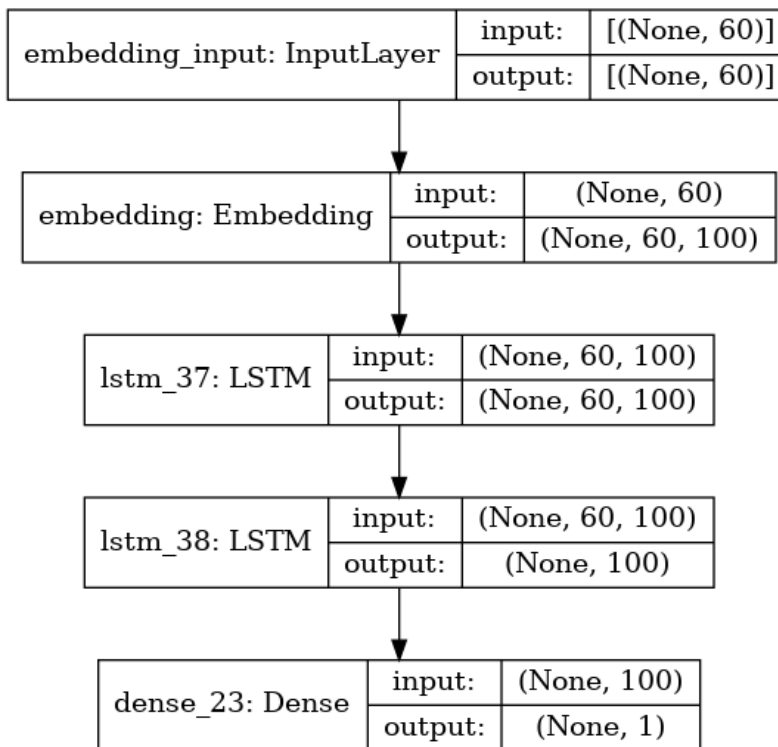 embedding_input: InputLayer
input: [(None, 60)]
output: [(None, 60)]
embedding: Embedding
input: (None, 60)
output: (None, 60, 100)
lstm_37: LSTM
input: (None, 60, 100)
output: (None, 60, 100)
lstm_38: LSTM
input: (None, 60, 100)
output: (None, 100)
dense_23: Dense
input: (None, 100)
output: (None, 1)